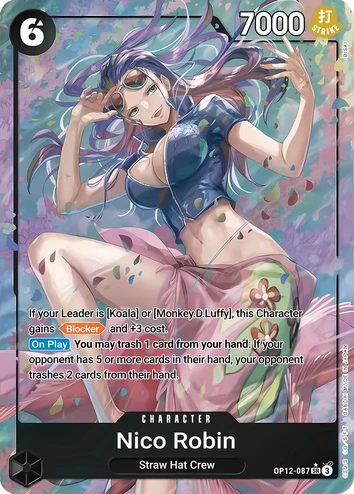 6
7000
打
STRIKE
If your Leader is [Koala] or [Monkey.D.Luffy], this Character
gains Blocker and +3 cost.
On Play You may trash 1 card from your hand: If your
opponent has 5 or more cards in their hand, your opponent
trashes 2 cards from their hand.
CHARACTER
Nico Robin
Straw Hat Crew
OP12-087 SR 3